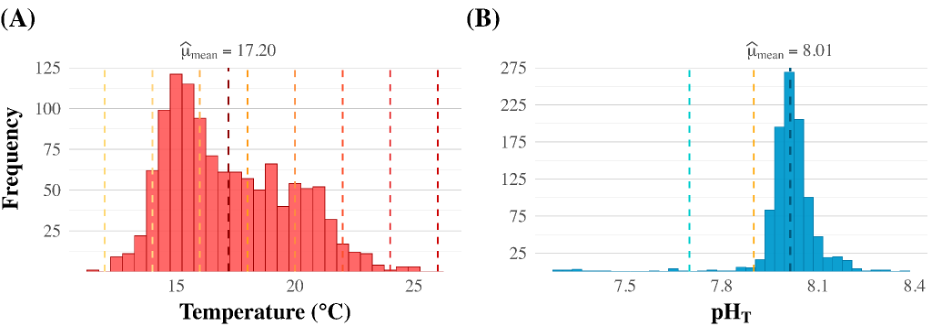 (A)
μ̂mean = 17.20
125
100
75
50
25
Frequency
15
20
25
Temperature (°C)
(B)
μ̂mean = 8.01
275
225
175
125
75
25
7.5
7.8
8.1
8.4
pHT